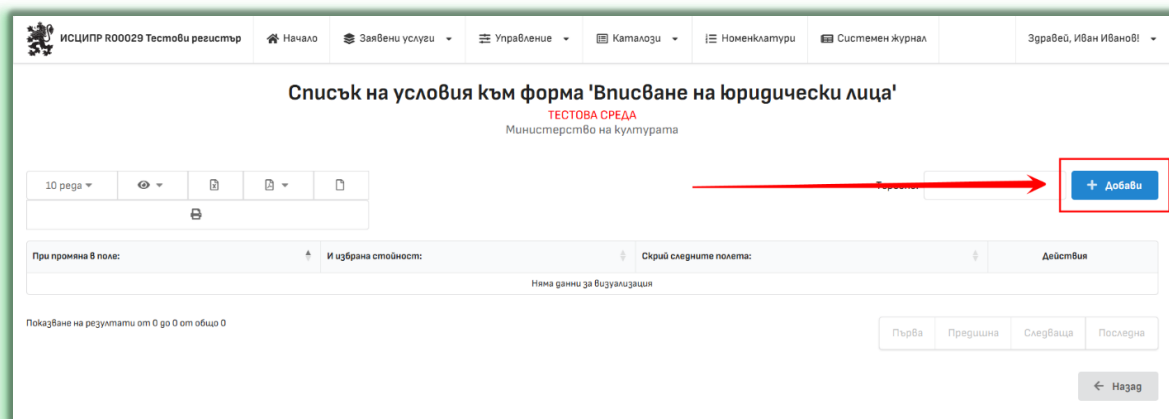 ИСЦИПР R00029 Тестови регистър Начало Заявени услуги Управление Каталози Номенклатури Системен журнал Здравей, Иван Иванов!
Списък на условия към форма 'Вписване на юридически лица'
ТЕСТОВА СРЕДА
Министерство на културата
10 реда
+ Добави
При промяна в поле: И избрана стойност: Скрий следните полета: Действия
Няма данни за визуализация
Показване на резултати от 0 до 0 от общо 0
Първа Предишна Следваща Последна
← Назад